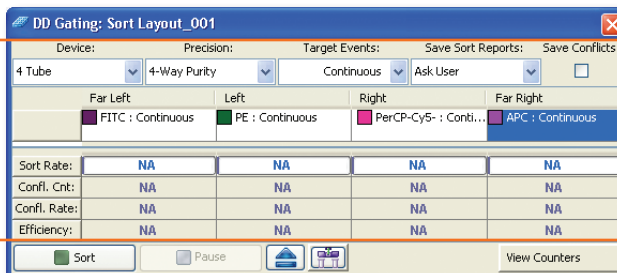 DD Gating: Sort Layout_001
Device: Precision: Target Events: Save Sort Reports: Save Conflicts
4 Tube 4-Way Purity Continuous Ask User
Far Left Left Right Far Right
FITC : Continuous PE : Continuous PerCP-Cy5- : Conti... APC : Continuous
Sort Rate: NA NA NA NA
Confl. Cnt: NA NA NA NA
Confl. Rate: NA NA NA NA
Efficiency: NA NA NA NA
Sort Pause View Counters